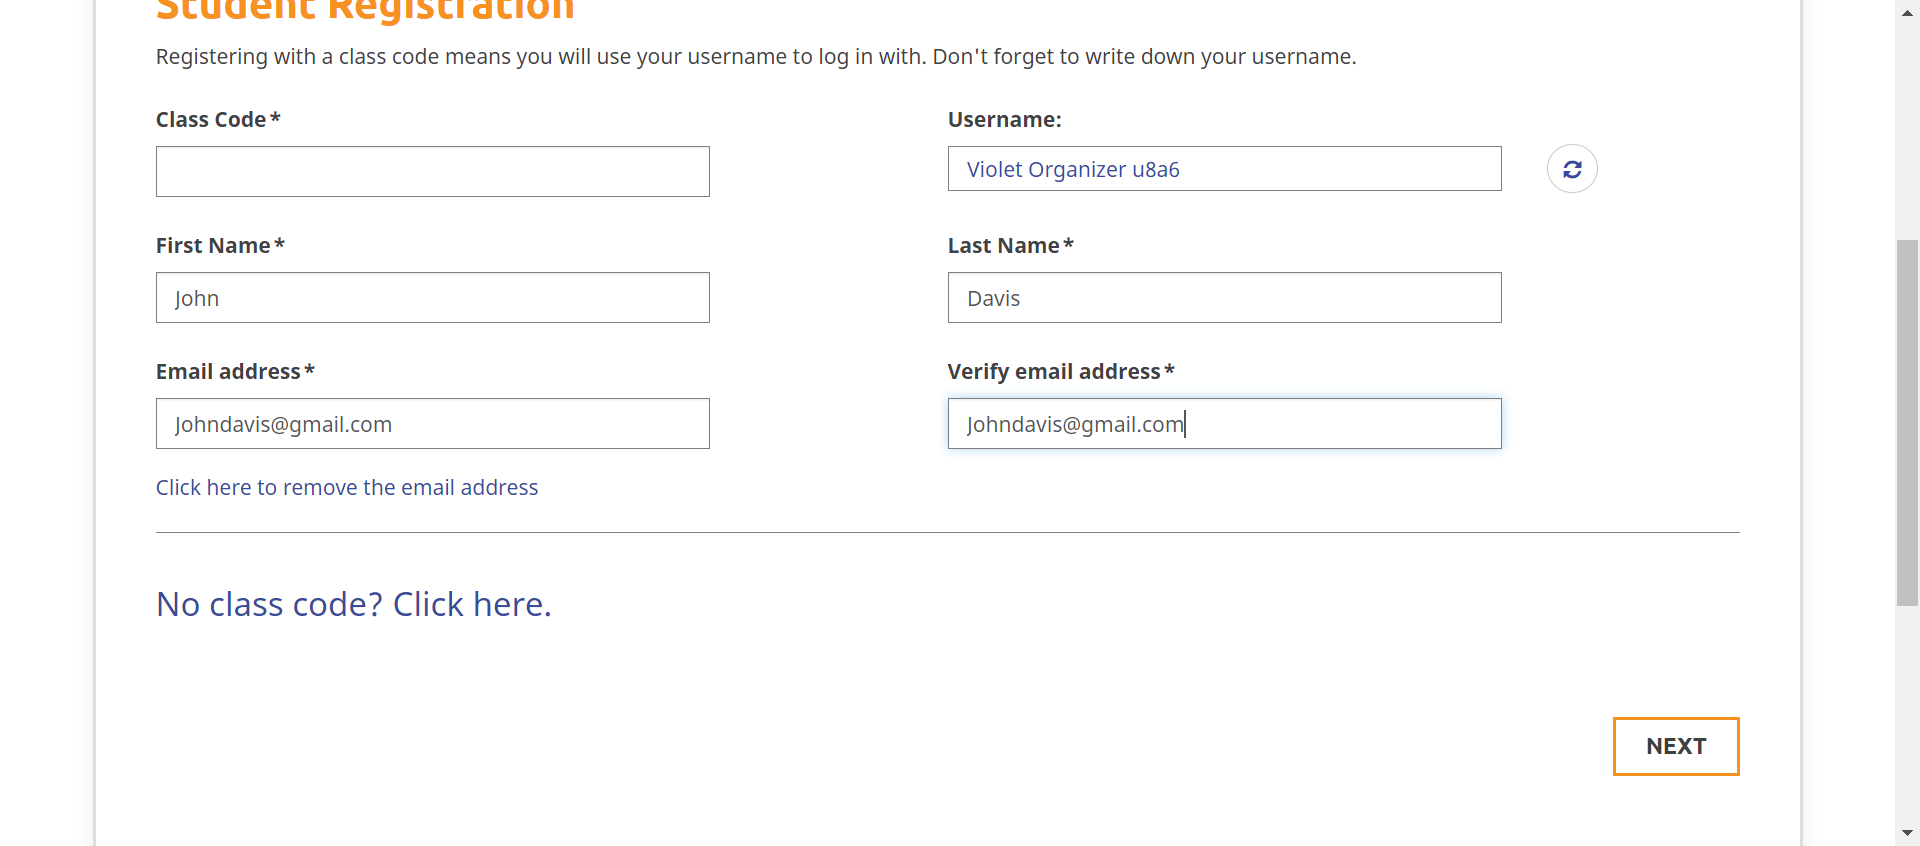 Student Registration
Registering with a class code means you will use your username to log in with. Don't forget to write down your username.
Class Code*
Username:
Violet Organizer u8a6
First Name*
Last Name*
John
Davis
Email address*
Verify email address*
Johndavis@gmail.com
Johndavis@gmail.com
Click here to remove the email address
No class code? Click here.
NEXT